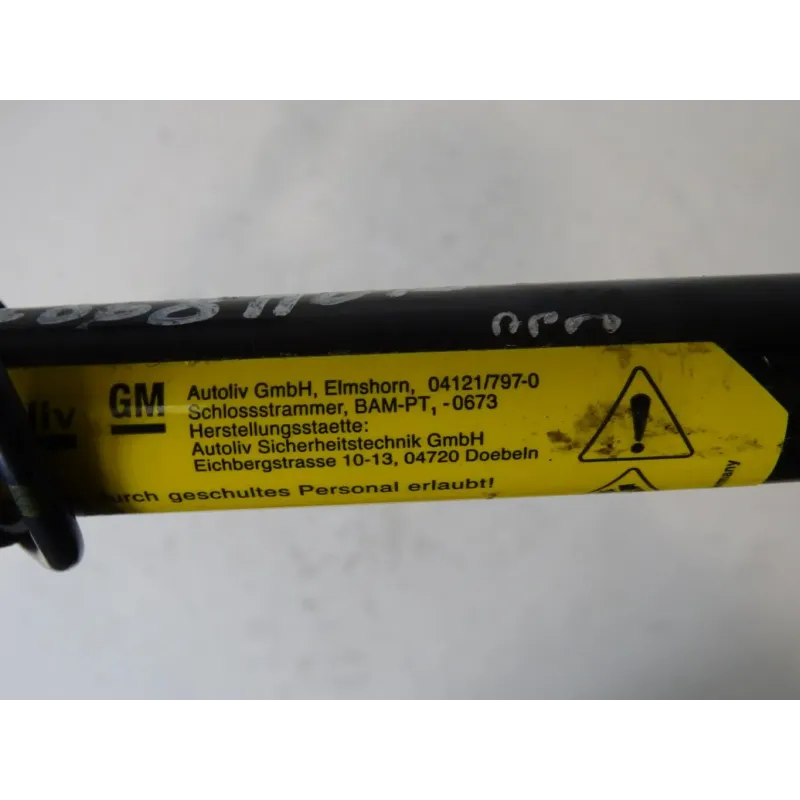 GM
Autoliv GmbH, Elmshorn, 04121/797-0
Schlossstrammer, BAM-PT, -0673
Herstellungsstaette:
Autoliv Sicherheitstechnik GmbH
Eichbergstrasse 10-13, 04720 Doebeln
durch geschultes Personal erlaubt!